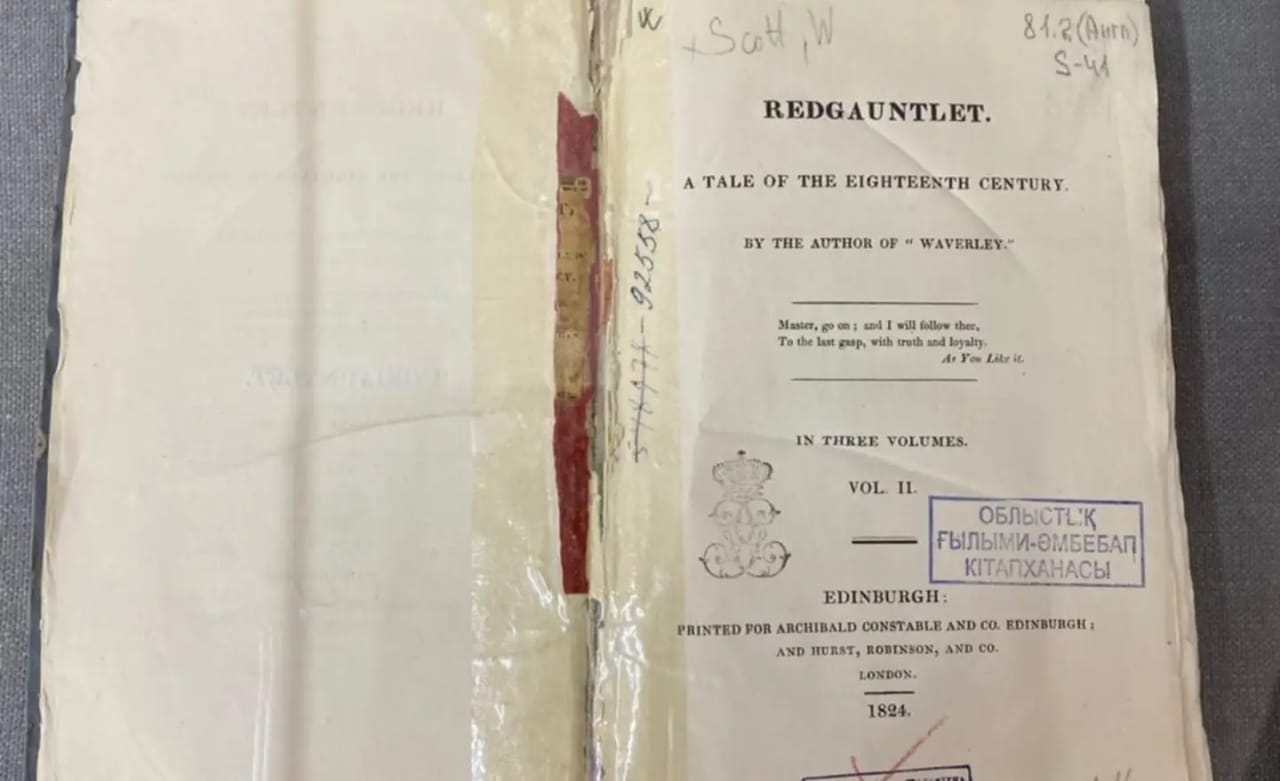 Scott, W
81.2(Англ)
S-41
REDGAUNTLET.
A TALE OF THE EIGHTEENTH CENTURY.
BY THE AUTHOR OF “ WAVERLEY.”
Master, go on ; and I will follow thee,
To the last gasp, with truth and loyalty.
As You Like it.
IN THREE VOLUMES.
VOL. II.
ОБЛЫСТЫҚ
ҒЫЛЫМИ-ӘМБЕБАП
КІТАПХАНАСЫ
EDINBURGH:
PRINTED FOR ARCHIBALD CONSTABLE AND CO. EDINBURGH ;
AND HURST, ROBINSON, AND CO.
LONDON.
1824.
92558